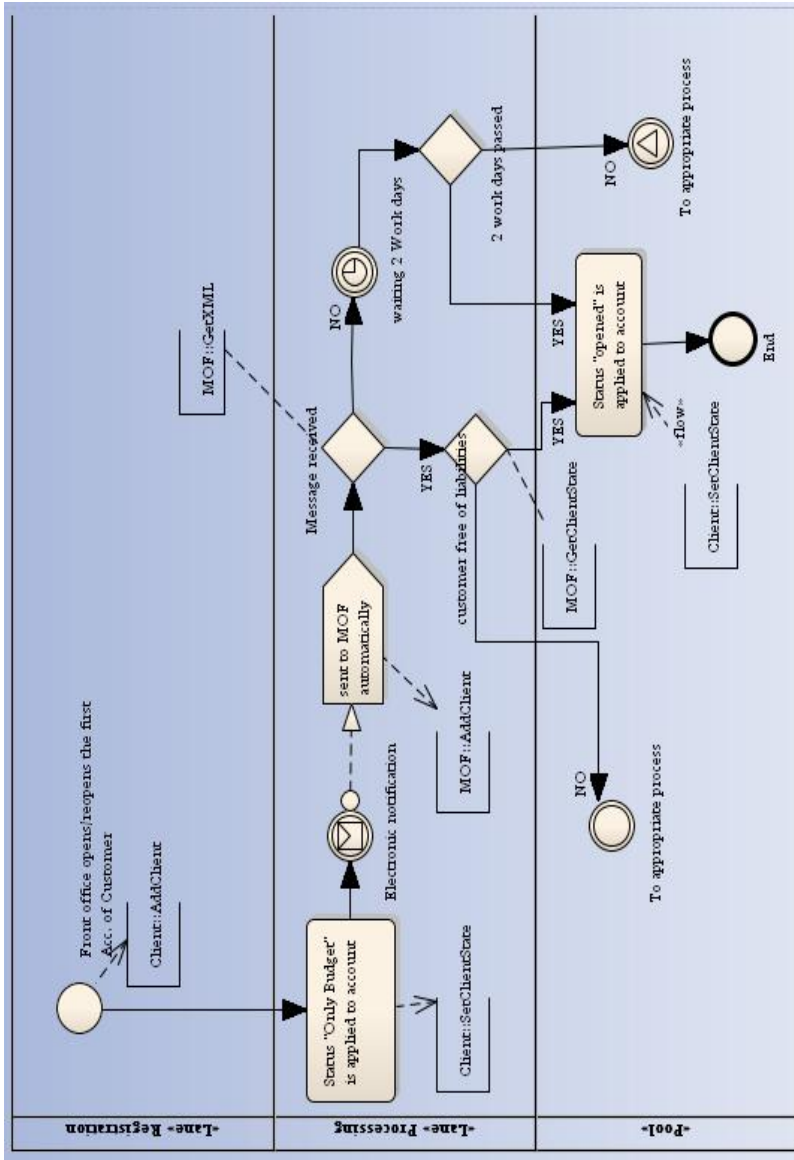 «Lane» Registration
Front office opens/reopens the first
Acc. of Customer
Client::AddClient
MOF::GetXML
«Lane» Processing
Status "Only Budget"
is applied to account
Client::SetClientState
Electronic notification
sent to MOF
automatically
MOF::AddClient
Message received
NO
waiting 2 Work days
YES
customer free of liabilities
2 work days passed
MOF::GetClientState
«Pool»
NO
To appropriate process
YES
YES
Status "opened" is
applied to account
«flow»
Client::SetClientState
End
NO
To appropriate process